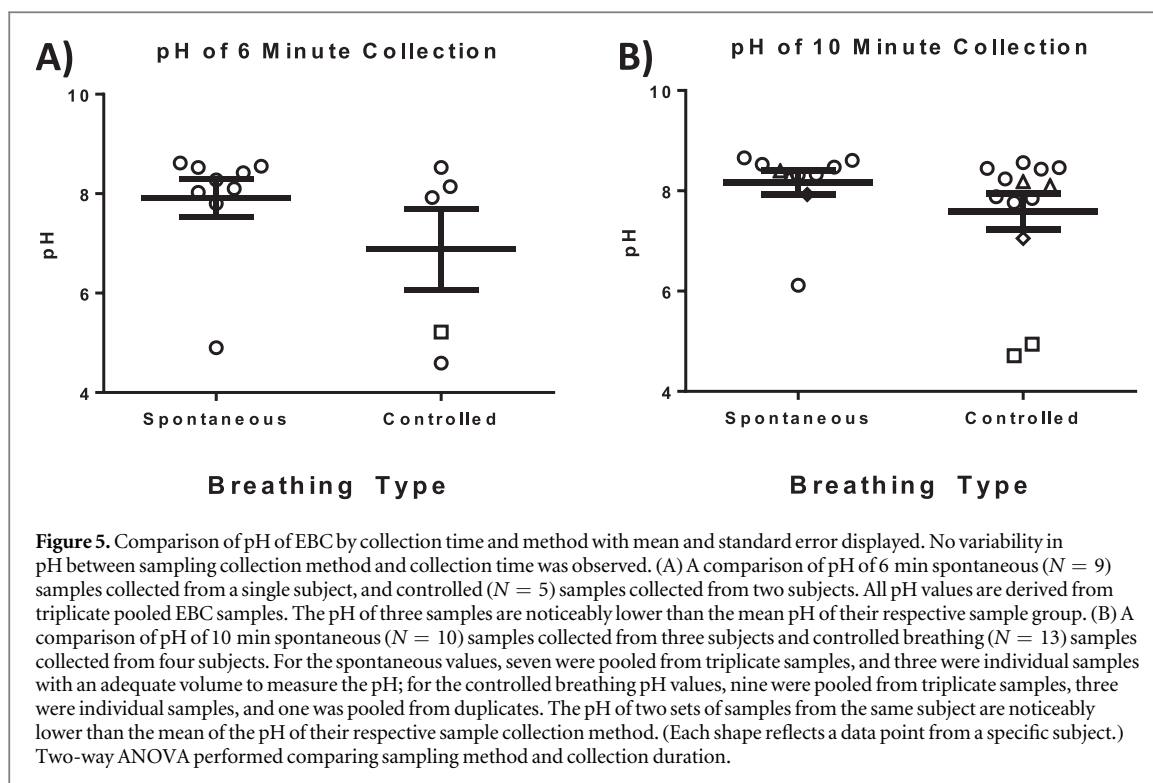 A)
pH of 6 Minute Collection
10
8
6
4
pH
Spontaneous
Controlled
Breathing Type
B)
pH of 10 Minute Collection
10
8
6
4
pH
Spontaneous
Controlled
Breathing Type
Figure 5. Comparison of pH of EBC by collection time and method with mean and standard error displayed. No variability in
pH between sampling collection method and collection time was observed. (A) A comparison of pH of 6 min spontaneous (N = 9)
samples collected from a single subject, and controlled (N = 5) samples collected from two subjects. All pH values are derived from
triplicate pooled EBC samples. The pH of three samples are noticeably lower than the mean pH of their respective sample group. (B) A
comparison of pH of 10 min spontaneous (N = 10) samples collected from three subjects and controlled breathing (N = 13) samples
collected from four subjects. For the spontaneous values, seven were pooled from triplicate samples, and three were individual samples
with an adequate volume to measure the pH; for the controlled breathing pH values, nine were pooled from triplicate samples, three
were individual samples, and one was pooled from duplicates. The pH of two sets of samples from the same subject are noticeably
lower than the mean of the pH of their respective sample collection method. (Each shape reflects a data point from a specific subject.)
Two-way ANOVA performed comparing sampling method and collection duration.